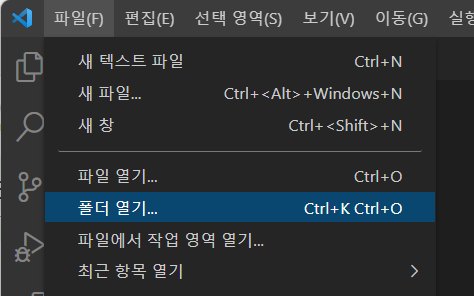 파일(F) 편집(E) 선택 영역(S) 보기(V) 이동(G) 실행
새 텍스트 파일 Ctrl+N
새 파일... Ctrl+<Alt>+Windows+N
새 창 Ctrl+<Shift>+N
파일 열기... Ctrl+O
폴더 열기... Ctrl+K Ctrl+O
파일에서 작업 영역 열기...
최근 항목 열기